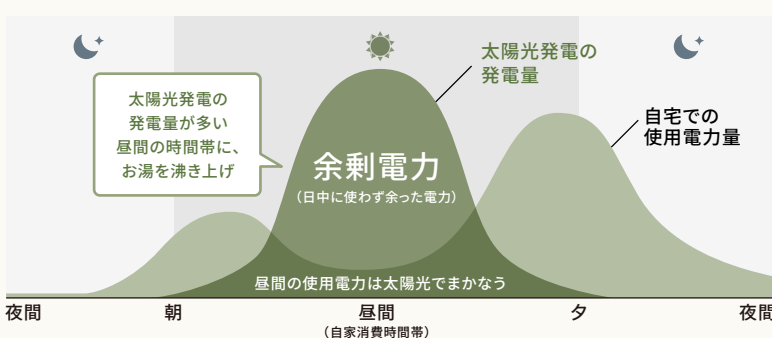 太陽光発電の
発電量
太陽光発電の
発電量が多い
昼間の時間帯に、
お湯を沸き上げ
自宅での
使用電力量
余剰電力
（日中に使わず余った電力）
昼間の使用電力は太陽光でまかなう
夜間
朝
昼間
夕
夜間
（自家消費時間帯）